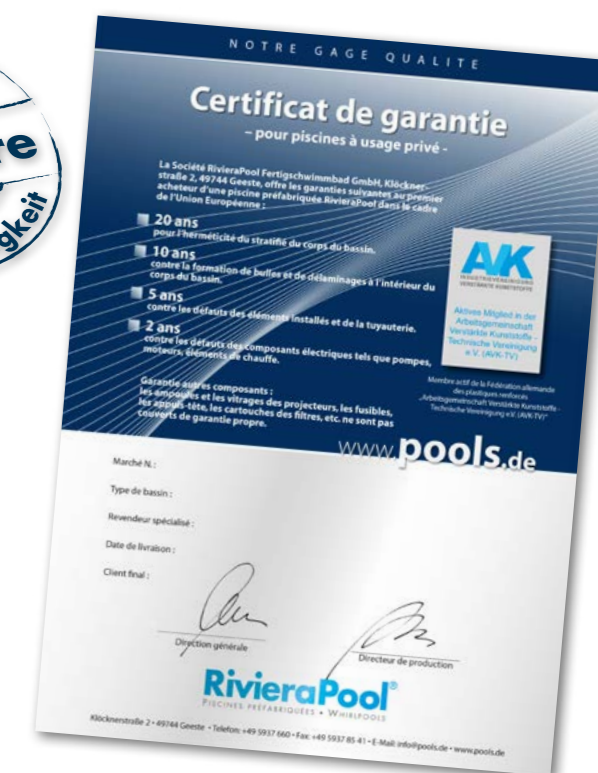 re
gkeit
NOTRE GAGE QUALITE
Certificat de garantie
– pour piscines à usage privé -
La Société RivieraPool Fertigschwimmbad GmbH, Klöckner-
straße 2, 49744 Geeste, offre les garanties suivantes au premier
acheteur d'une piscine préfabriquée RivieraPool dans le cadre
de l'Union Européenne :
20 ans
pour l'herméticité du stratifié du corps du bassin.
10 ans
contre la formation de bulles et de délaminages à l'intérieur du
corps du bassin.
5 ans
contre les défauts des éléments installés et de la tuyauterie.
2 ans
contre les défauts des composants électriques tels que pompes,
moteurs, éléments de chauffe.
Garantie autres composants :
les ampoules et les vitrages des projecteurs, les fusibles,
les appuis-tête, les cartouches des filtres, etc. ne sont pas
couverts de garantie propre.
AVK
INDUSTRIEVEREINIGUNG
VERSTÄRKTE KUNSTSTOFFE
Aktives Mitglied in der
Arbeitsgemeinschaft
Verstärkte Kunststoffe -
Technische Vereinigung
e.V. (AVK-TV)
Membre actif de la Fédération allemande
des plastiques renforcés
„Arbeitsgemeinschaft Verstärkte Kunststoffe -
Technische Vereinigung e.V. (AVK-TV)"
www.pools.de
Marché N. :
Type de bassin :
Revendeur spécialisé :
Date de livraison :
Client final :
Direction générale
Directeur de production
RivieraPool®
PISCINES PRÉFABRIQUÉES • WHIRLPOOLS
Klöcknerstraße 2 • 49744 Geeste • Telefon: +49 5937 660 • Fax: +49 5937 85 41 • E-Mail: info@pools.de • www.pools.de